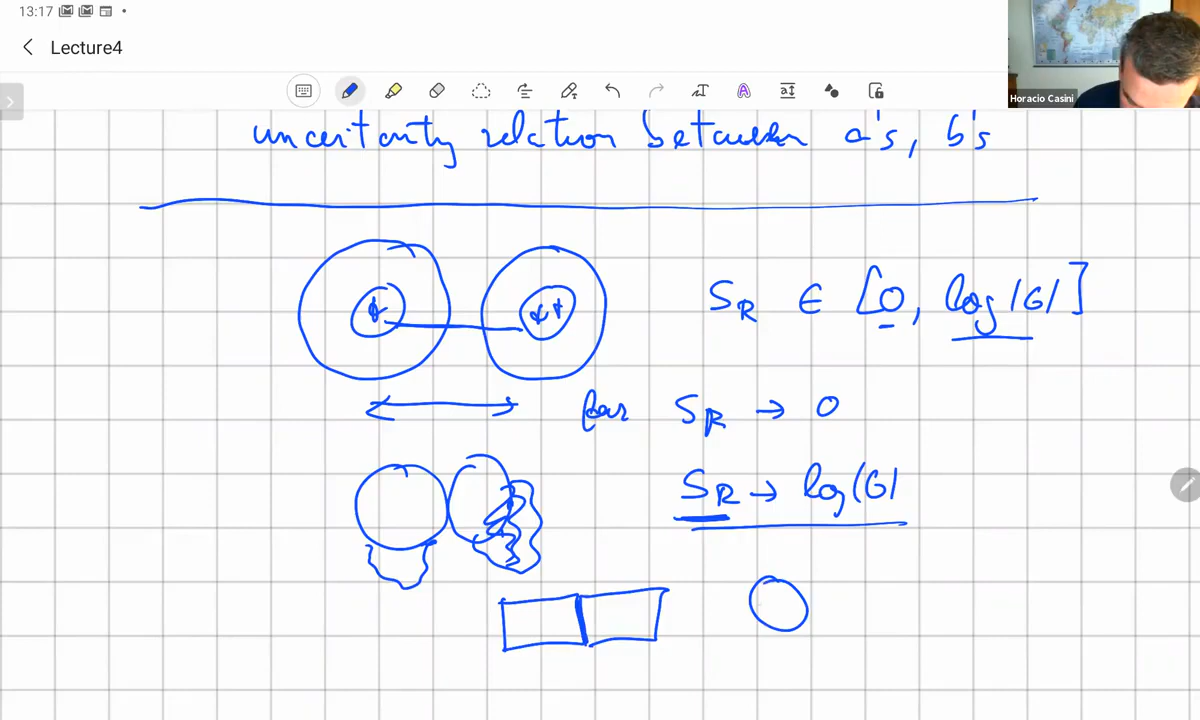 13:17
Lecture4
Horacio Casini
uncertainty relation between a's, b's
ψ ψ†
S_R ∈ [0, log|G|]
far S_R → 0
S_R → log|G|